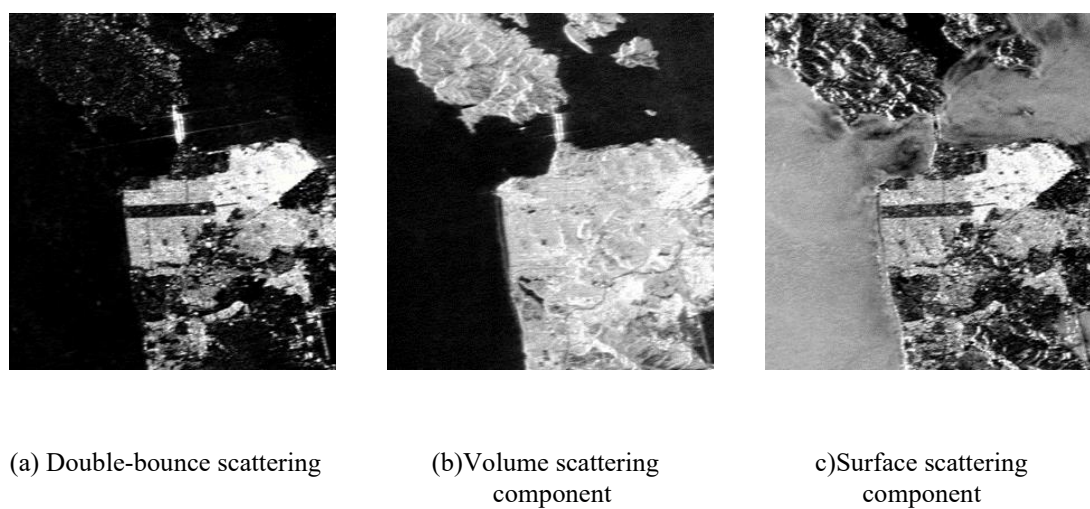 (a) Double-bounce scattering
(b)Volume scattering
component
c)Surface scattering
component